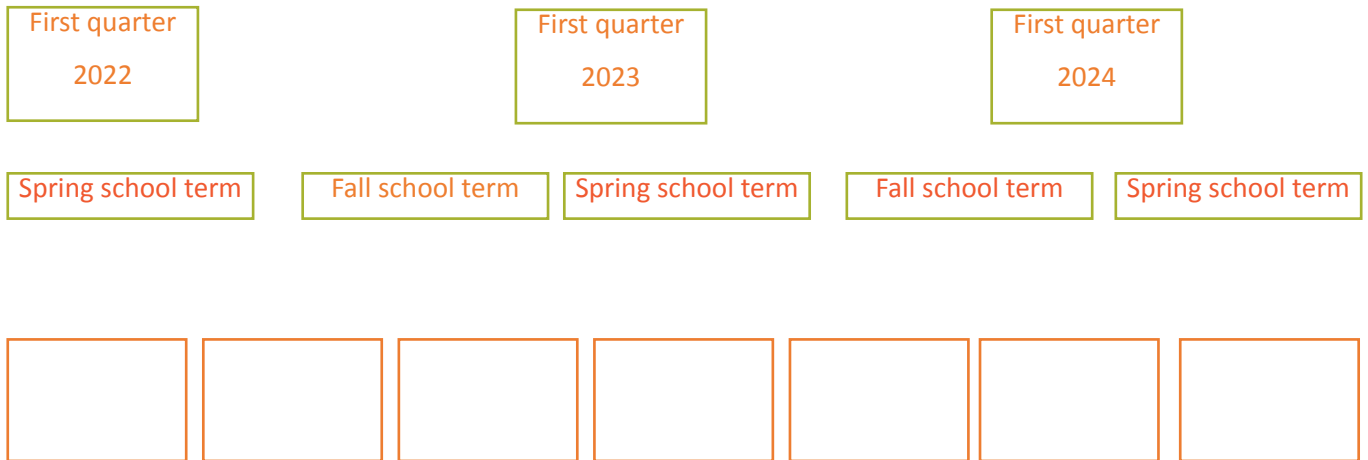 First quarter
2022
First quarter
2023
First quarter
2024
Spring school term
Fall school term
Spring school term
Fall school term
Spring school term